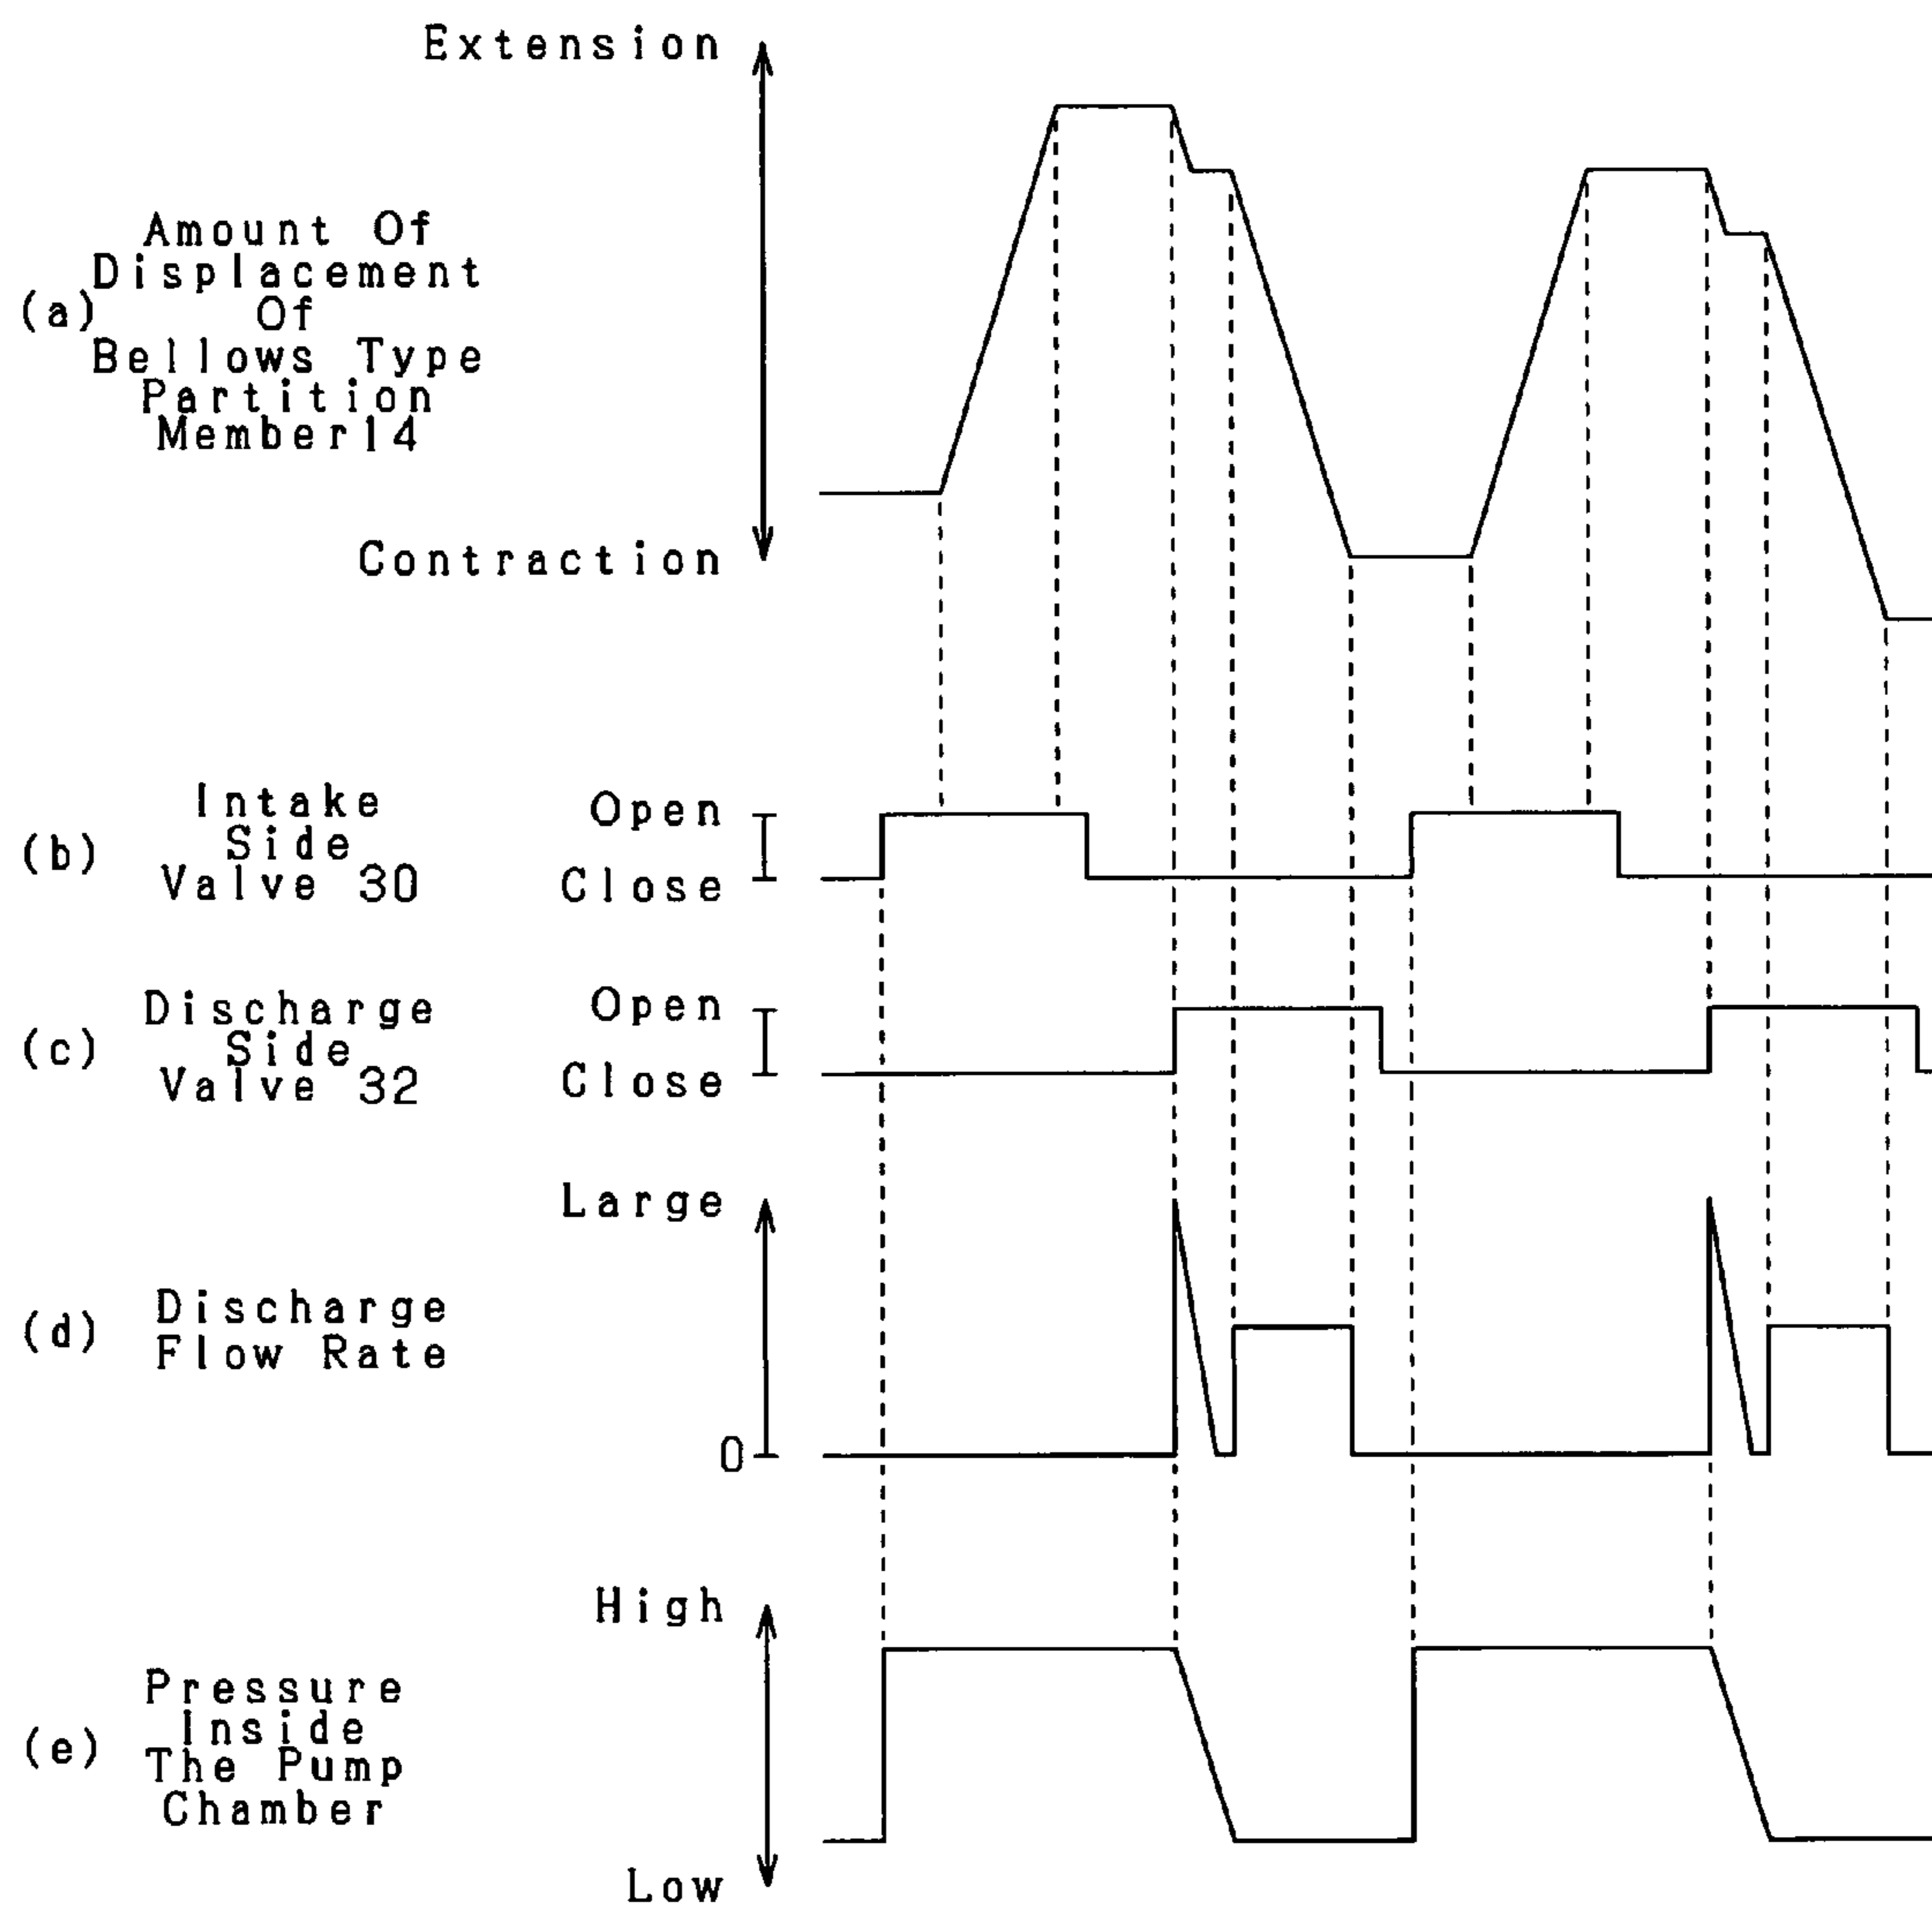 Extension
(a)
Amount Of
Displacement
Of
Bellows Type
Partition
Member14
Contraction
(b)
Intake
Side
Valve 30
Open
Close
(c)
Discharge
Side
Valve 32
Open
Close
(d)
Discharge
Flow Rate
Large
0
(e)
Pressure
Inside
The Pump
Chamber
High
Low